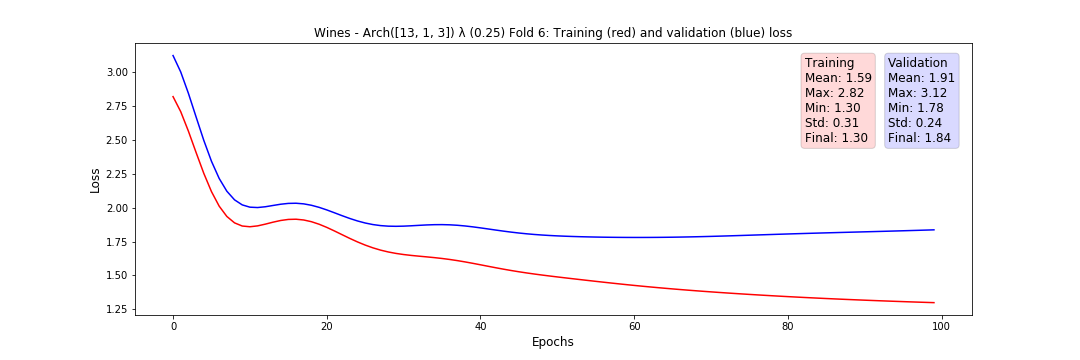 Wines - Arch([13, 1, 3]) λ (0.25) Fold 6: Training (red) and validation (blue) loss
Training
Mean: 1.59
Max: 2.82
Min: 1.30
Std: 0.31
Final: 1.30
Validation
Mean: 1.91
Max: 3.12
Min: 1.78
Std: 0.24
Final: 1.84
Loss
3.00
2.75
2.50
2.25
2.00
1.75
1.50
1.25
0
20
40
60
80
100
Epochs